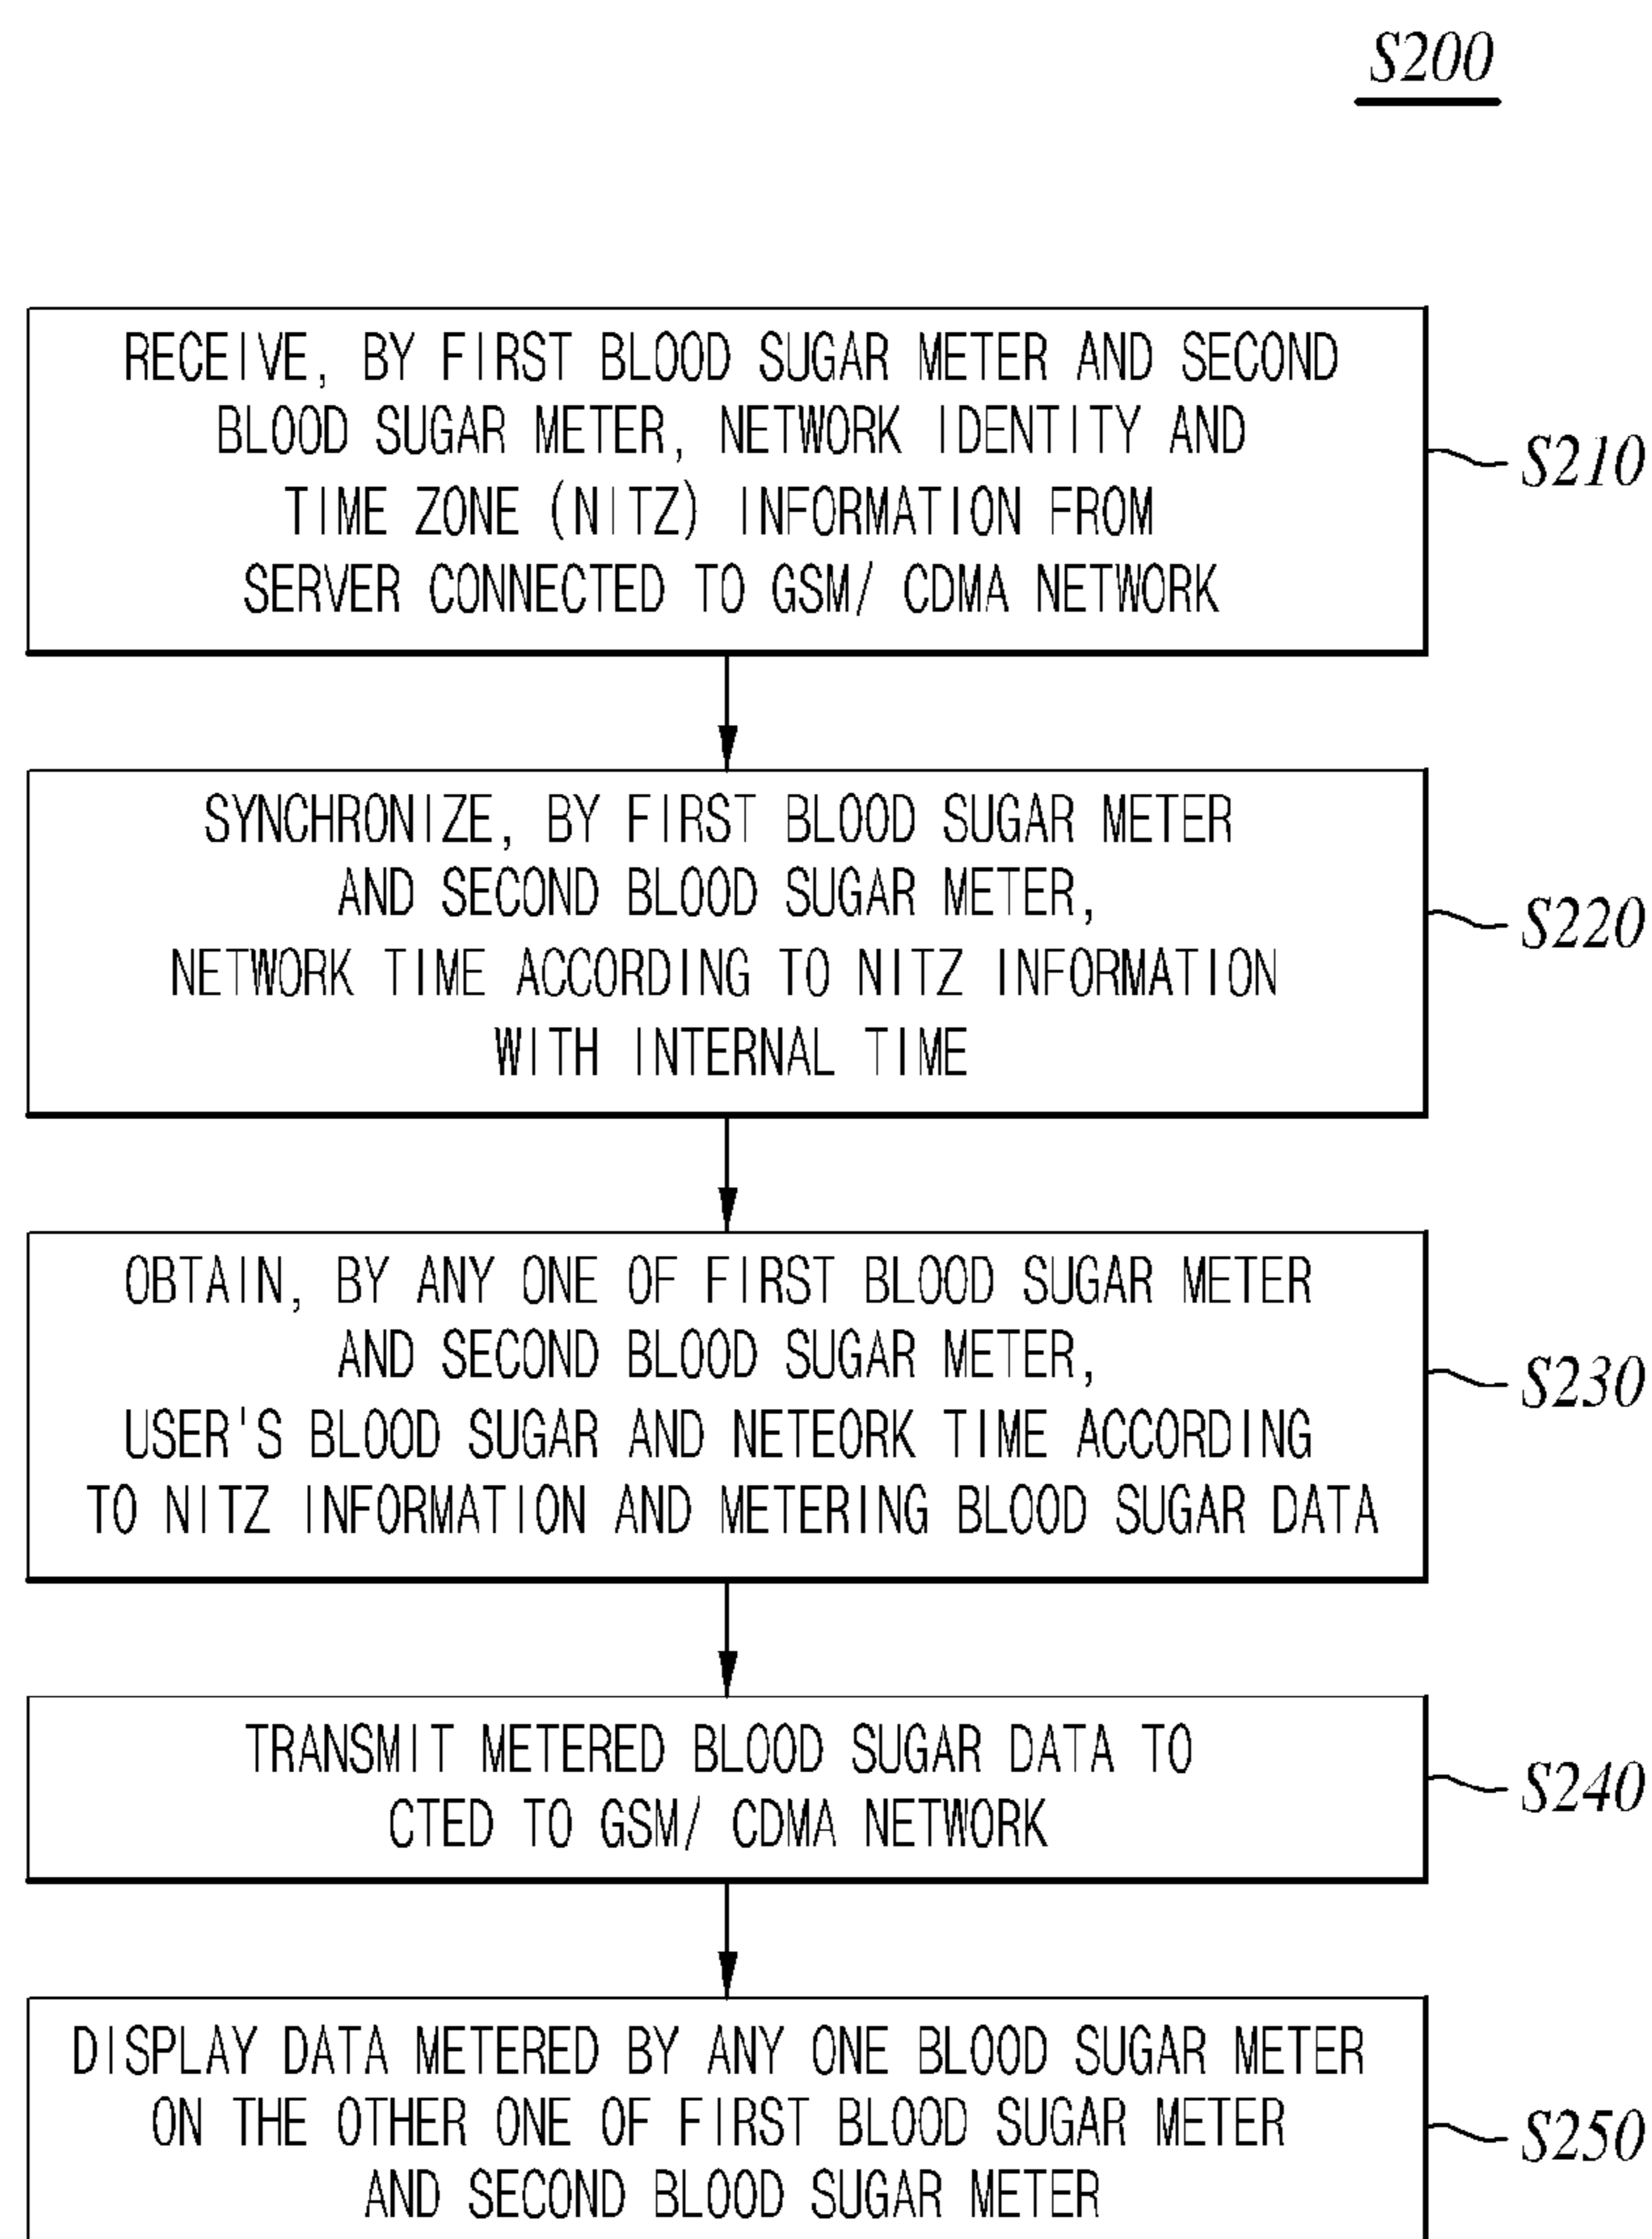 S200
RECEIVE, BY FIRST BLOOD SUGAR METER AND SECOND
BLOOD SUGAR METER, NETWORK IDENTITY AND
TIME ZONE (NITZ) INFORMATION FROM
SERVER CONNECTED TO GSM/ CDMA NETWORK
S210
SYNCHRONIZE, BY FIRST BLOOD SUGAR METER
AND SECOND BLOOD SUGAR METER,
NETWORK TIME ACCORDING TO NITZ INFORMATION
WITH INTERNAL TIME
S220
OBTAIN, BY ANY ONE OF FIRST BLOOD SUGAR METER
AND SECOND BLOOD SUGAR METER,
USER'S BLOOD SUGAR AND NETEORK TIME ACCORDING
TO NITZ INFORMATION AND METERING BLOOD SUGAR DATA
S230
TRANSMIT METERED BLOOD SUGAR DATA TO
CTED TO GSM/ CDMA NETWORK
S240
DISPLAY DATA METERED BY ANY ONE BLOOD SUGAR METER
ON THE OTHER ONE OF FIRST BLOOD SUGAR METER
AND SECOND BLOOD SUGAR METER
S250